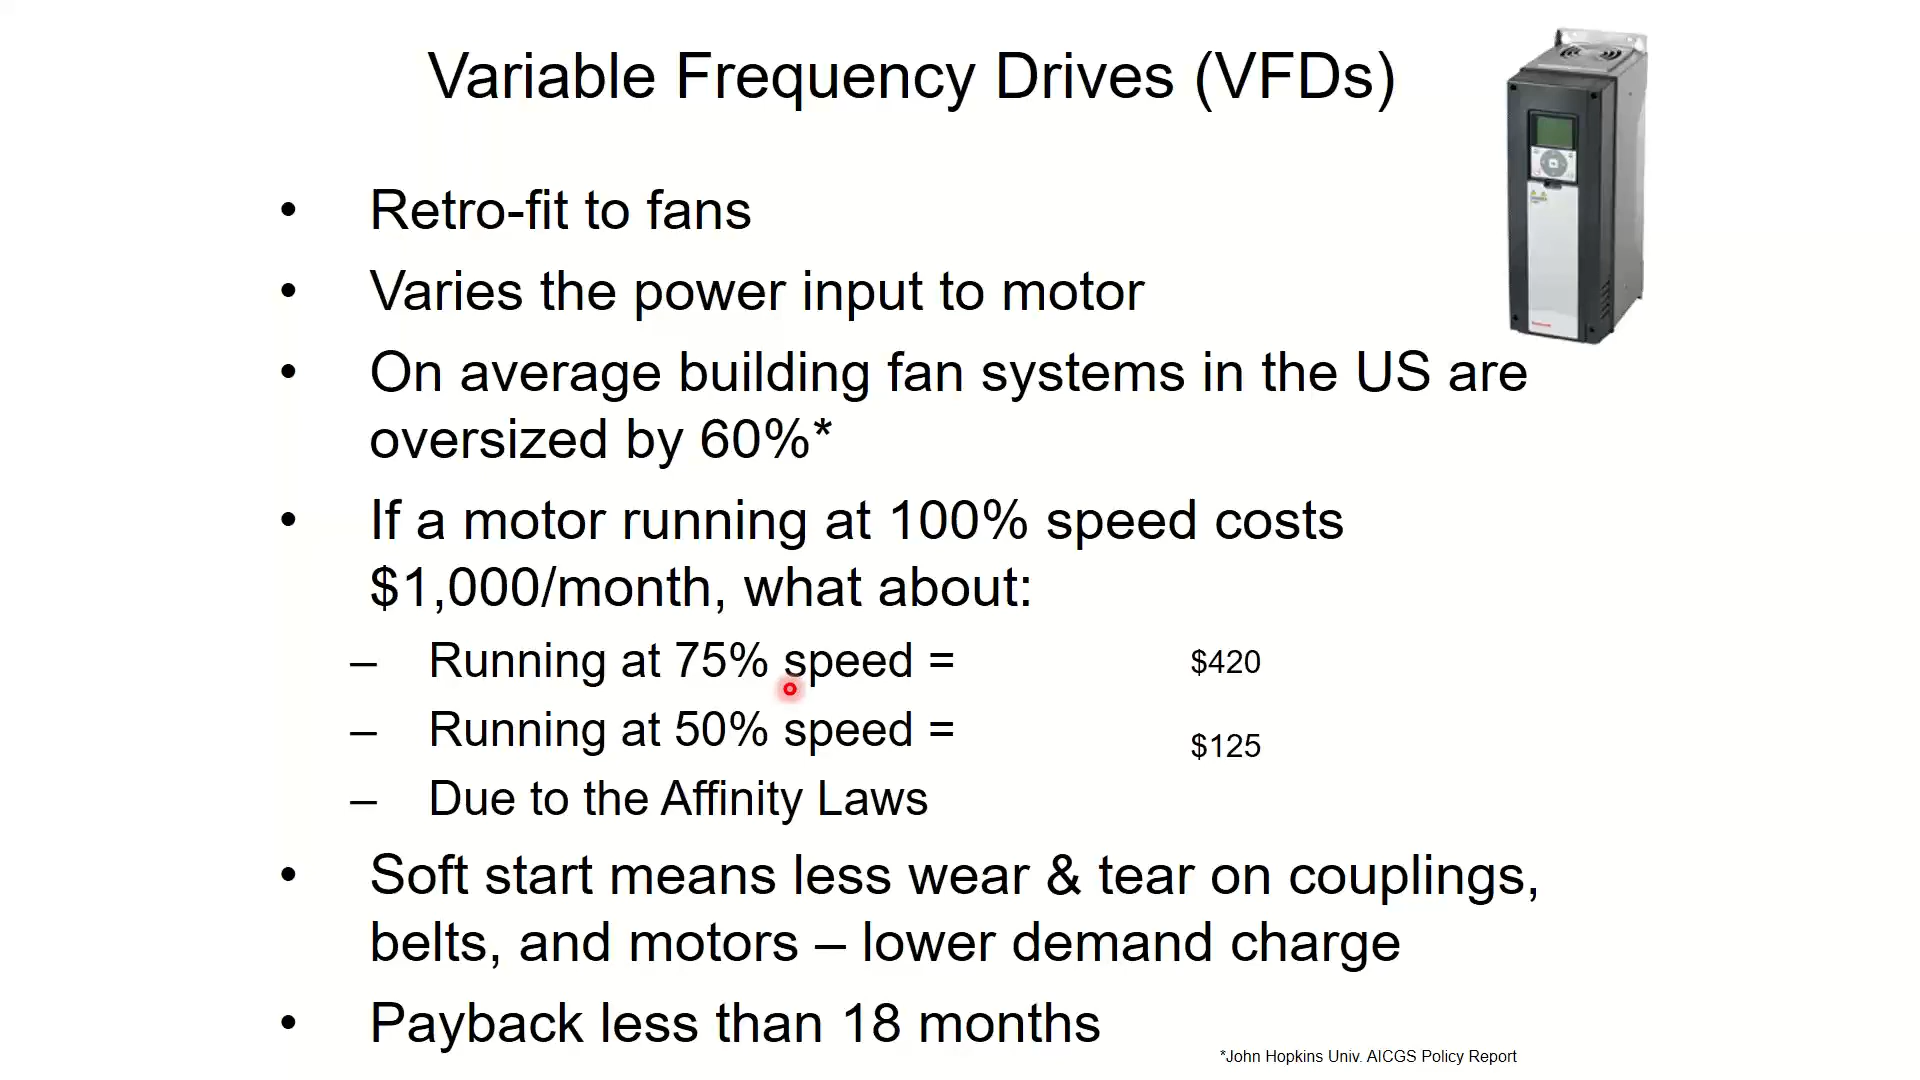 Variable Frequency Drives (VFDs)
• Retro-fit to fans
• Varies the power input to motor
• On average building fan systems in the US are
oversized by 60%*
• If a motor running at 100% speed costs
$1,000/month, what about:
– Running at 75% speed = $420
– Running at 50% speed = $125
– Due to the Affinity Laws
• Soft start means less wear & tear on couplings,
belts, and motors – lower demand charge
• Payback less than 18 months
*John Hopkins Univ. AICGS Policy Report